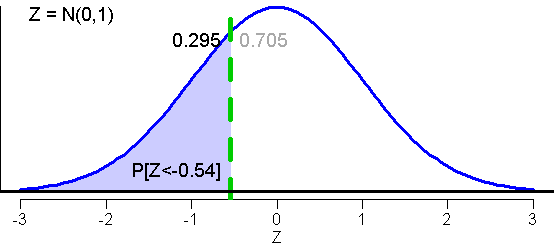 Z = N(0,1)
0.295 0.705
P[Z<-0.54]
-3 -2 -1 0 1 2 3
Z